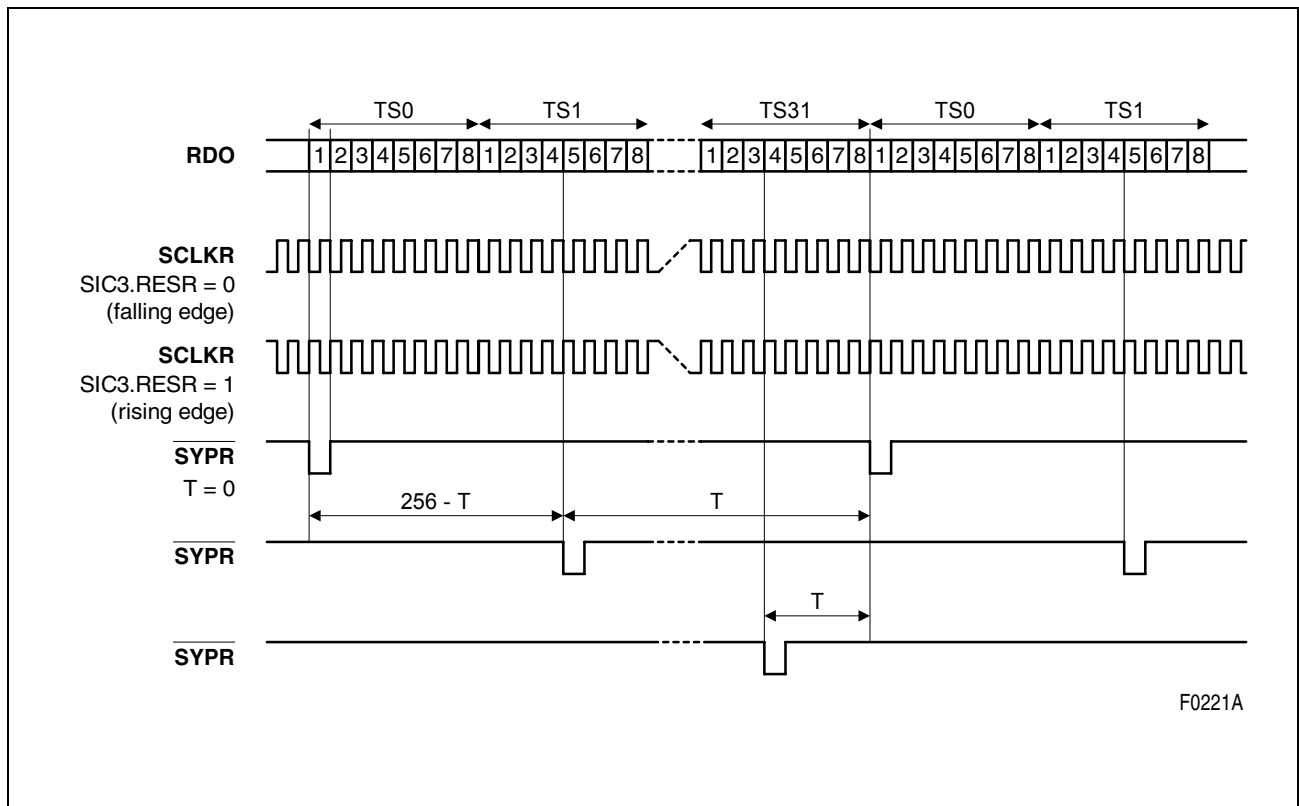 TS0 TS1 TS31 TS0 TS1
RDO 1 2 3 4 5 6 7 8 1 2 3 4 5 6 7 8 1 2 3 4 5 6 7 8 1 2 3 4 5 6 7 8 1 2 3 4 5 6 7 8
SCLKR
SIC3.RESR = 0
(falling edge)
SCLKR
SIC3.RESR = 1
(rising edge)
SYPR
T = 0
256 - T T
SYPR
T
SYPR
F0221A